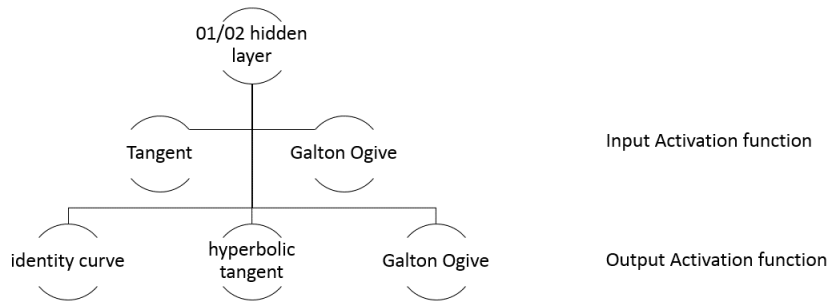 01/02 hidden
layer
Tangent
Galton Ogive
Input Activation function
identity curve
hyperbolic
tangent
Galton Ogive
Output Activation function